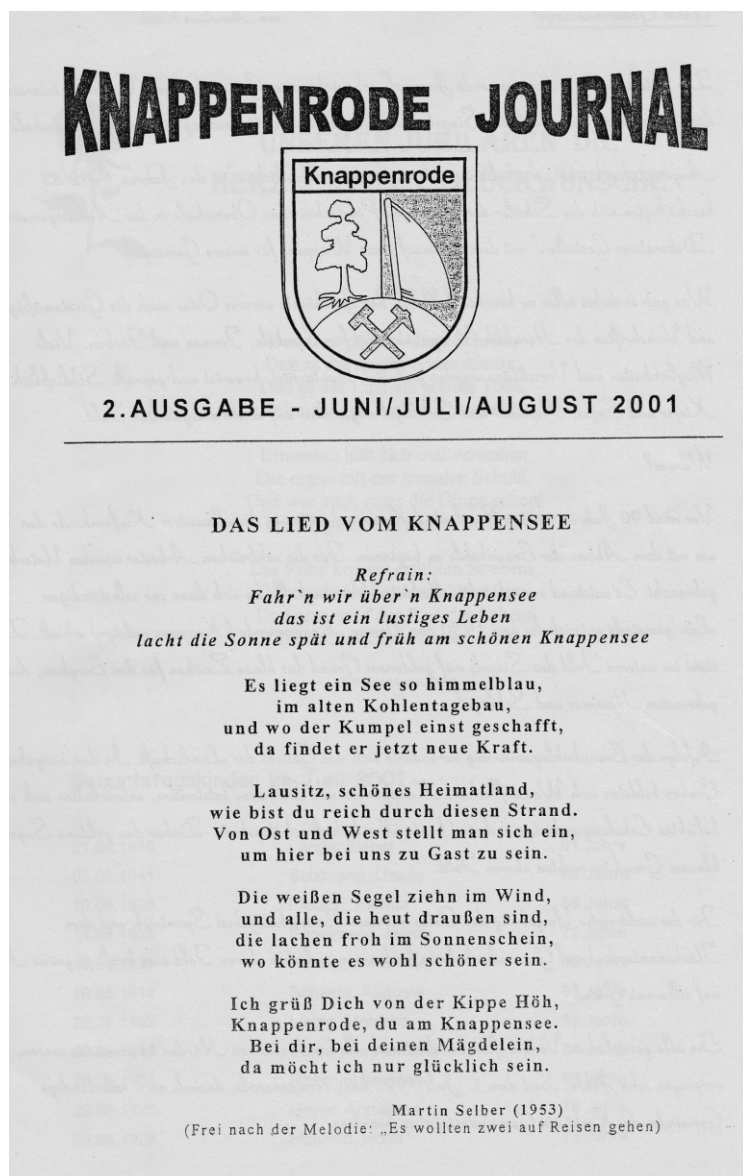 KNAPPENRODE JOURNAL
Knappenrode
2.AUSGABE - JUNI/JULI/AUGUST 2001
DAS LIED VOM KNAPPENSEE
Refrain:
Fahr`n wir über`n Knappensee
das ist ein lustiges Leben
lacht die Sonne spät und früh am schönen Knappensee
Es liegt ein See so himmelblau,
im alten Kohlentagebau,
und wo der Kumpel einst geschafft,
da findet er jetzt neue Kraft.
Lausitz, schönes Heimatland,
wie bist du reich durch diesen Strand.
Von Ost und West stellt man sich ein,
um hier bei uns zu Gast zu sein.
Die weißen Segel ziehn im Wind,
und alle, die heut draußen sind,
die lachen froh im Sonnenschein,
wo könnte es wohl schöner sein.
Ich grüß Dich von der Kippe Höh,
Knappenrode, du am Knappensee.
Bei dir, bei deinen Mägdelein,
da möcht ich nur glücklich sein.
Martin Selber (1953)
(Frei nach der Melodie: „Es wollten zwei auf Reisen gehen)